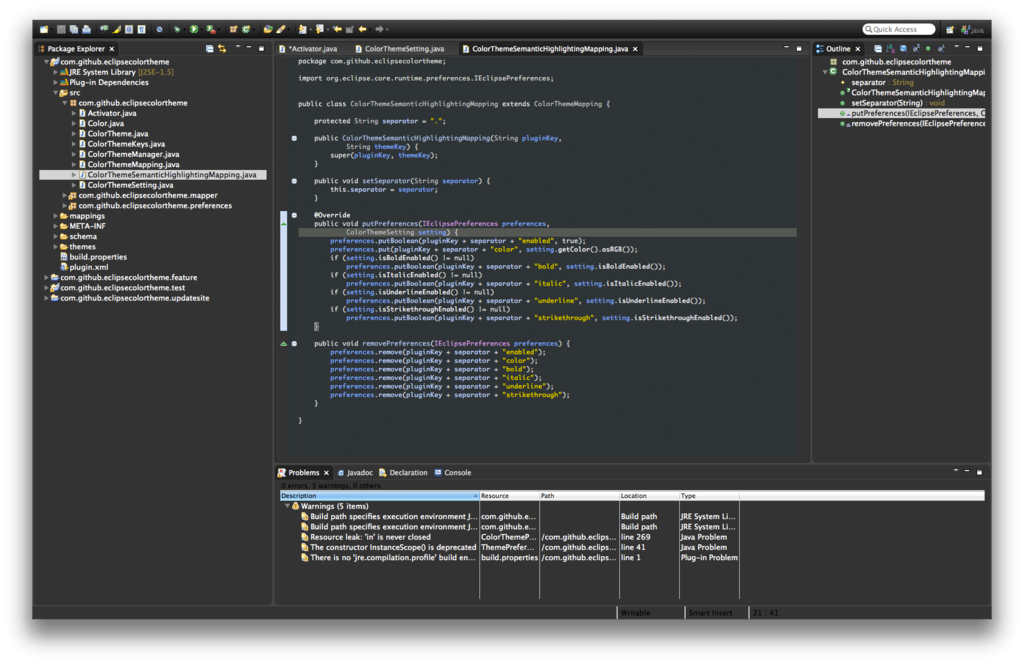 Quick Access
Java
Package Explorer
com.github.eclipsecolortheme
JRE System Library [J2SE-1.5]
Plug-in Dependencies
src
com.github.eclipsecolortheme
Activator.java
Color.java
ColorTheme.java
ColorThemeKeys.java
ColorThemeManager.java
ColorThemeMapping.java
ColorThemeSemanticHighlightingMapping.java
ColorThemeSetting.java
com.github.eclipsecolortheme.mapper
com.github.eclipsecolortheme.preferences
mappings
META-INF
schema
themes
build.properties
plugin.xml
com.github.eclipsecolortheme.feature
com.github.eclipsecolortheme.test
com.github.eclipsecolortheme.updatesite
*Activator.java
ColorThemeSetting.java
ColorThemeSemanticHighlightingMapping.java
package com.github.eclipsecolortheme;
import org.eclipse.core.runtime.preferences.IEclipsePreferences;
public class ColorThemeSemanticHighlightingMapping extends ColorThemeMapping {
protected String separator = ".";
public ColorThemeSemanticHighlightingMapping(String pluginKey,
String themeKey) {
super(pluginKey, themeKey);
}
public void setSeparator(String separator) {
this.separator = separator;
}
@Override
public void putPreferences(IEclipsePreferences preferences,
ColorThemeSetting setting) {
preferences.putBoolean(pluginKey + separator + "enabled", true);
preferences.put(pluginKey + separator + "color", setting.getColor().asRGB());
if (setting.isBoldEnabled() != null)
preferences.putBoolean(pluginKey + separator + "bold", setting.isBoldEnabled());
if (setting.isItalicEnabled() != null)
preferences.putBoolean(pluginKey + separator + "italic", setting.isItalicEnabled());
if (setting.isUnderlineEnabled() != null)
preferences.putBoolean(pluginKey + separator + "underline", setting.isUnderlineEnabled());
if (setting.isStrikethroughEnabled() != null)
preferences.putBoolean(pluginKey + separator + "strikethrough", setting.isStrikethroughEnabled());
}
public void removePreferences(IEclipsePreferences preferences) {
preferences.remove(pluginKey + separator + "enabled");
preferences.remove(pluginKey + separator + "color");
preferences.remove(pluginKey + separator + "bold");
preferences.remove(pluginKey + separator + "italic");
preferences.remove(pluginKey + separator + "underline");
preferences.remove(pluginKey + separator + "strikethrough");
}
}
Outline
com.github.eclipsecolortheme
ColorThemeSemanticHighlightingMappi
separator : String
ColorThemeSemanticHighlightingMap
setSeparator(String) : void
putPreferences(IEclipsePreferences, C
removePreferences(IEclipsePreference
Problems
Javadoc
Declaration
Console
0 errors, 5 warnings, 0 others
Description Resource Path Location Type
Warnings (5 items)
Build path specifies execution environment J... com.github.e... Build path JRE System Li...
Build path specifies execution environment J... com.github.e... Build path JRE System Li...
Resource leak: 'in' is never closed ColorThemeP... /com.github.eclips... line 269 Java Problem
The constructor InstanceScope() is deprecated ThemePrefer... /com.github.eclips... line 41 Java Problem
There is no 'jre.compilation.profile' build en... build.properties /com.github.eclips... line 1 Plug-in Problem
Writable Smart Insert 21 : 41